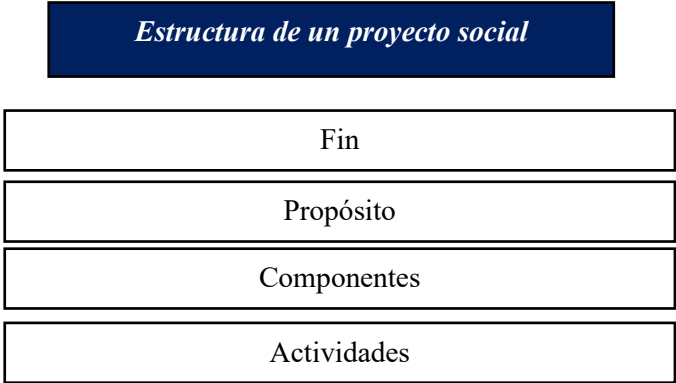 Estructura de un proyecto social
Fin
Propósito
Componentes
Actividades